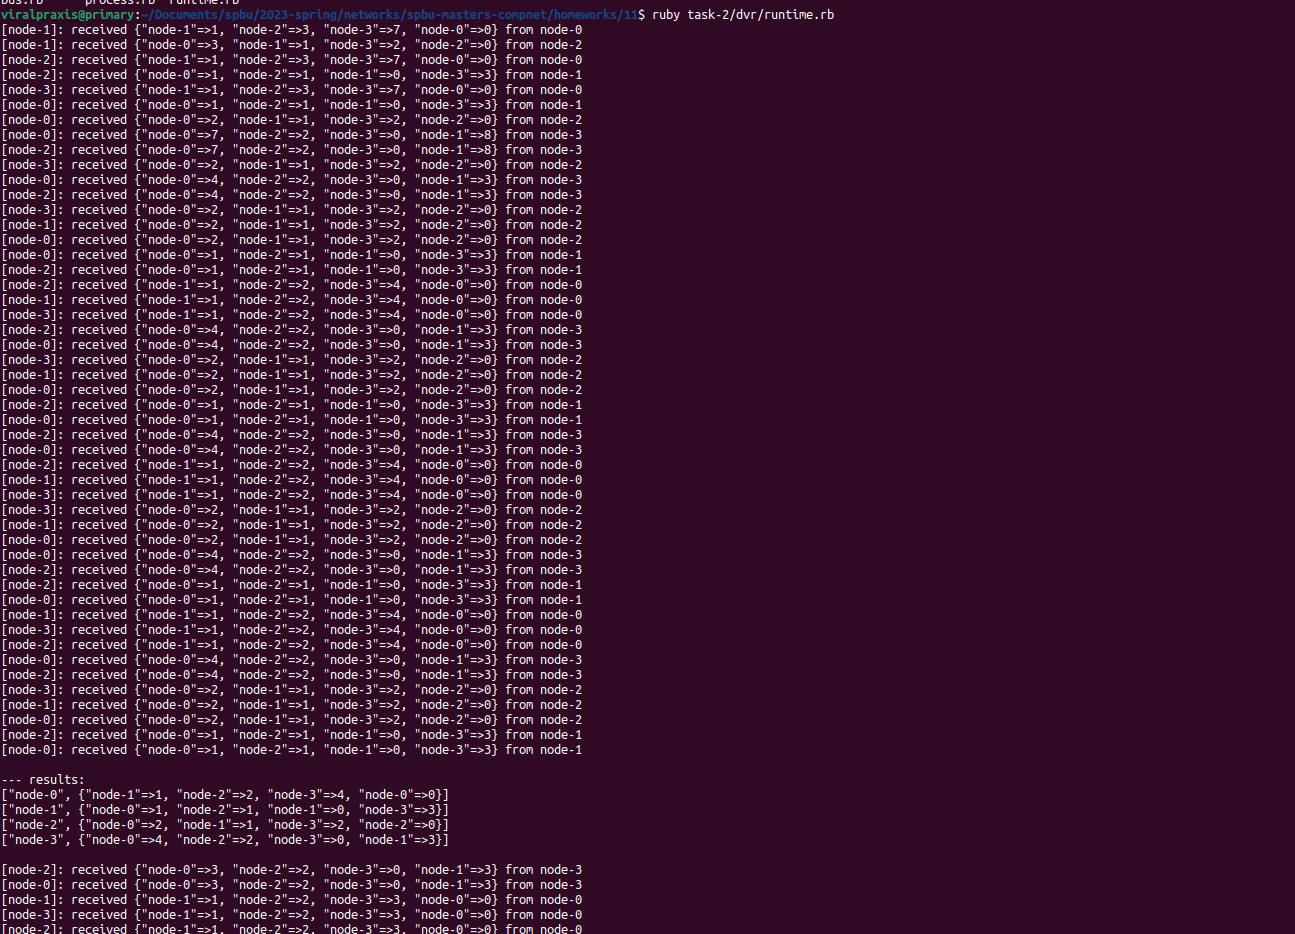 bus.rb     process.rb  runtime.rb
viralpraxis@primary:~/Documents/spbu/2023-spring/networks/spbu-masters-compnet/homeworks/11$ ruby task-2/dvr/runtime.rb
[node-1]: received {"node-1"=>1, "node-2"=>3, "node-3"=>7, "node-0"=>0} from node-0
[node-1]: received {"node-0"=>3, "node-1"=>1, "node-3"=>2, "node-2"=>0} from node-2
[node-2]: received {"node-1"=>1, "node-2"=>3, "node-3"=>7, "node-0"=>0} from node-0
[node-2]: received {"node-0"=>1, "node-2"=>1, "node-1"=>0, "node-3"=>3} from node-1
[node-3]: received {"node-1"=>1, "node-2"=>3, "node-3"=>7, "node-0"=>0} from node-0
[node-0]: received {"node-0"=>1, "node-2"=>1, "node-1"=>0, "node-3"=>3} from node-1
[node-0]: received {"node-0"=>2, "node-1"=>1, "node-3"=>2, "node-2"=>0} from node-2
[node-0]: received {"node-0"=>7, "node-2"=>2, "node-3"=>0, "node-1"=>8} from node-3
[node-2]: received {"node-0"=>7, "node-2"=>2, "node-3"=>0, "node-1"=>8} from node-3
[node-3]: received {"node-0"=>2, "node-1"=>1, "node-3"=>2, "node-2"=>0} from node-2
[node-0]: received {"node-0"=>4, "node-2"=>2, "node-3"=>0, "node-1"=>3} from node-3
[node-2]: received {"node-0"=>4, "node-2"=>2, "node-3"=>0, "node-1"=>3} from node-3
[node-3]: received {"node-0"=>2, "node-1"=>1, "node-3"=>2, "node-2"=>0} from node-2
[node-1]: received {"node-0"=>2, "node-1"=>1, "node-3"=>2, "node-2"=>0} from node-2
[node-0]: received {"node-0"=>2, "node-1"=>1, "node-3"=>2, "node-2"=>0} from node-2
[node-0]: received {"node-0"=>1, "node-2"=>1, "node-1"=>0, "node-3"=>3} from node-1
[node-2]: received {"node-0"=>1, "node-2"=>1, "node-1"=>0, "node-3"=>3} from node-1
[node-2]: received {"node-1"=>1, "node-2"=>2, "node-3"=>4, "node-0"=>0} from node-0
[node-1]: received {"node-1"=>1, "node-2"=>2, "node-3"=>4, "node-0"=>0} from node-0
[node-3]: received {"node-1"=>1, "node-2"=>2, "node-3"=>4, "node-0"=>0} from node-0
[node-2]: received {"node-0"=>4, "node-2"=>2, "node-3"=>0, "node-1"=>3} from node-3
[node-0]: received {"node-0"=>4, "node-2"=>2, "node-3"=>0, "node-1"=>3} from node-3
[node-3]: received {"node-0"=>2, "node-1"=>1, "node-3"=>2, "node-2"=>0} from node-2
[node-1]: received {"node-0"=>2, "node-1"=>1, "node-3"=>2, "node-2"=>0} from node-2
[node-0]: received {"node-0"=>2, "node-1"=>1, "node-3"=>2, "node-2"=>0} from node-2
[node-2]: received {"node-0"=>1, "node-2"=>1, "node-1"=>0, "node-3"=>3} from node-1
[node-0]: received {"node-0"=>1, "node-2"=>1, "node-1"=>0, "node-3"=>3} from node-1
[node-2]: received {"node-0"=>4, "node-2"=>2, "node-3"=>0, "node-1"=>3} from node-3
[node-0]: received {"node-0"=>4, "node-2"=>2, "node-3"=>0, "node-1"=>3} from node-3
[node-2]: received {"node-1"=>1, "node-2"=>2, "node-3"=>4, "node-0"=>0} from node-0
[node-1]: received {"node-1"=>1, "node-2"=>2, "node-3"=>4, "node-0"=>0} from node-0
[node-3]: received {"node-1"=>1, "node-2"=>2, "node-3"=>4, "node-0"=>0} from node-0
[node-3]: received {"node-0"=>2, "node-1"=>1, "node-3"=>2, "node-2"=>0} from node-2
[node-1]: received {"node-0"=>2, "node-1"=>1, "node-3"=>2, "node-2"=>0} from node-2
[node-0]: received {"node-0"=>2, "node-1"=>1, "node-3"=>2, "node-2"=>0} from node-2
[node-0]: received {"node-0"=>4, "node-2"=>2, "node-3"=>0, "node-1"=>3} from node-3
[node-2]: received {"node-0"=>4, "node-2"=>2, "node-3"=>0, "node-1"=>3} from node-3
[node-2]: received {"node-0"=>1, "node-2"=>1, "node-1"=>0, "node-3"=>3} from node-1
[node-0]: received {"node-0"=>1, "node-2"=>1, "node-1"=>0, "node-3"=>3} from node-1
[node-1]: received {"node-1"=>1, "node-2"=>2, "node-3"=>4, "node-0"=>0} from node-0
[node-3]: received {"node-1"=>1, "node-2"=>2, "node-3"=>4, "node-0"=>0} from node-0
[node-2]: received {"node-1"=>1, "node-2"=>2, "node-3"=>4, "node-0"=>0} from node-0
[node-0]: received {"node-0"=>4, "node-2"=>2, "node-3"=>0, "node-1"=>3} from node-3
[node-2]: received {"node-0"=>4, "node-2"=>2, "node-3"=>0, "node-1"=>3} from node-3
[node-3]: received {"node-0"=>2, "node-1"=>1, "node-3"=>2, "node-2"=>0} from node-2
[node-1]: received {"node-0"=>2, "node-1"=>1, "node-3"=>2, "node-2"=>0} from node-2
[node-0]: received {"node-0"=>2, "node-1"=>1, "node-3"=>2, "node-2"=>0} from node-2
[node-2]: received {"node-0"=>1, "node-2"=>1, "node-1"=>0, "node-3"=>3} from node-1
[node-0]: received {"node-0"=>1, "node-2"=>1, "node-1"=>0, "node-3"=>3} from node-1
--- results:
["node-0", {"node-1"=>1, "node-2"=>2, "node-3"=>4, "node-0"=>0}]
["node-1", {"node-0"=>1, "node-2"=>1, "node-1"=>0, "node-3"=>3}]
["node-2", {"node-0"=>2, "node-1"=>1, "node-3"=>2, "node-2"=>0}]
["node-3", {"node-0"=>4, "node-2"=>2, "node-3"=>0, "node-1"=>3}]
[node-2]: received {"node-0"=>3, "node-2"=>2, "node-3"=>0, "node-1"=>3} from node-3
[node-0]: received {"node-0"=>3, "node-2"=>2, "node-3"=>0, "node-1"=>3} from node-3
[node-1]: received {"node-1"=>1, "node-2"=>2, "node-3"=>3, "node-0"=>0} from node-0
[node-3]: received {"node-1"=>1, "node-2"=>2, "node-3"=>3, "node-0"=>0} from node-0
[node-2]: received {"node-1"=>1, "node-2"=>2, "node-3"=>3, "node-0"=>0} from node-0